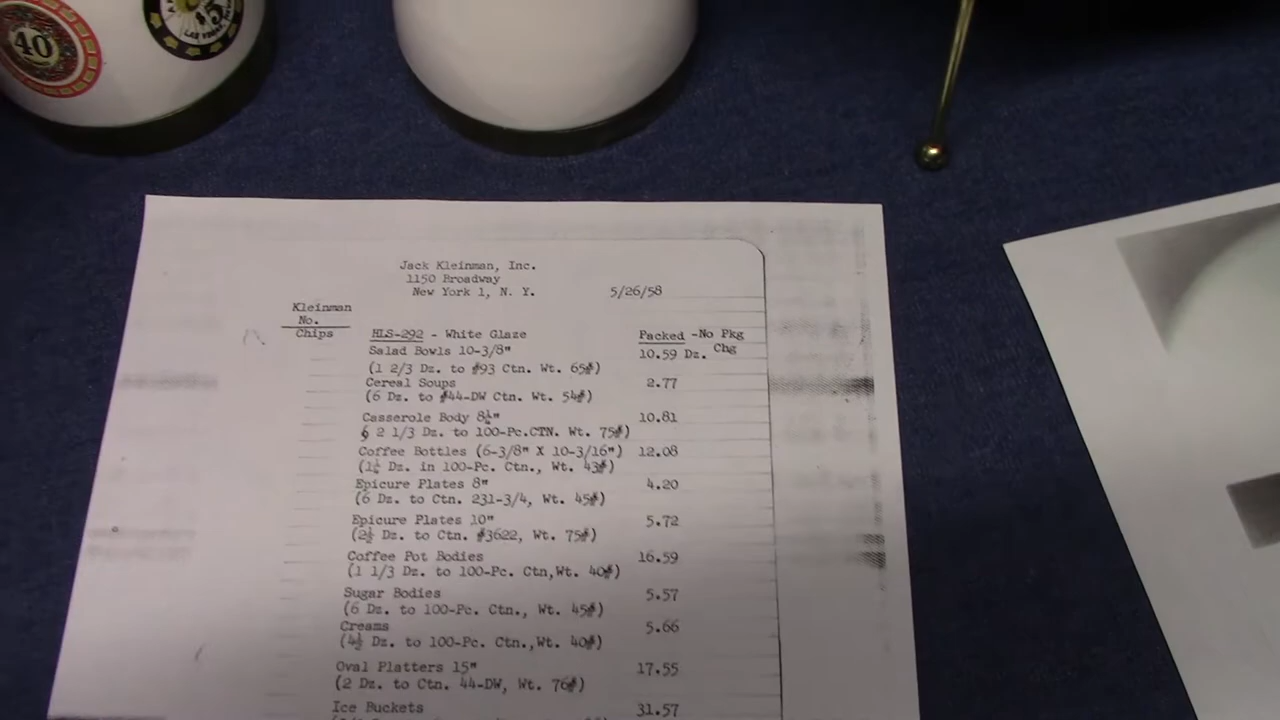 40
15
LAS VEGAS
Jack Kleinman, Inc.
1150 Broadway
New York 1, N. Y. 5/26/58
Kleinman
No.
Chips HLS-292 - White Glaze Packed - No Pkg
Chg
Salad Bowls 10-3/8" 10.59 Dz.
(1 2/3 Dz. to #93 Ctn. Wt. 65#)
Cereal Soups 2.77
(6 Dz. to #44-DW Ctn. Wt. 54#)
Casserole Body 8½" 10.81
2 1/3 Dz. to 100-Pc.CTN. Wt. 75#)
Coffee Bottles (6-3/8" X 10-3/16") 12.08
(1½ Dz. in 100-Pc. Ctn., Wt. 43#)
Epicure Plates 8" 4.20
(6 Dz. to Ctn. 231-3/4, Wt. 45#)
Epicure Plates 10" 5.72
(2½ Dz. to Ctn. #3622, Wt. 75#)
Coffee Pot Bodies 16.59
(1 1/3 Dz. to 100-Pc. Ctn,Wt. 40#)
Sugar Bodies 5.57
(6 Dz. to 100-Pc. Ctn., Wt. 45#)
Creams 5.66
(4½ Dz. to 100-Pc. Ctn.,Wt. 40#)
Oval Platters 15" 17.55
(2 Dz. to Ctn. 44-DW, Wt. 76#)
Ice Buckets 31.57